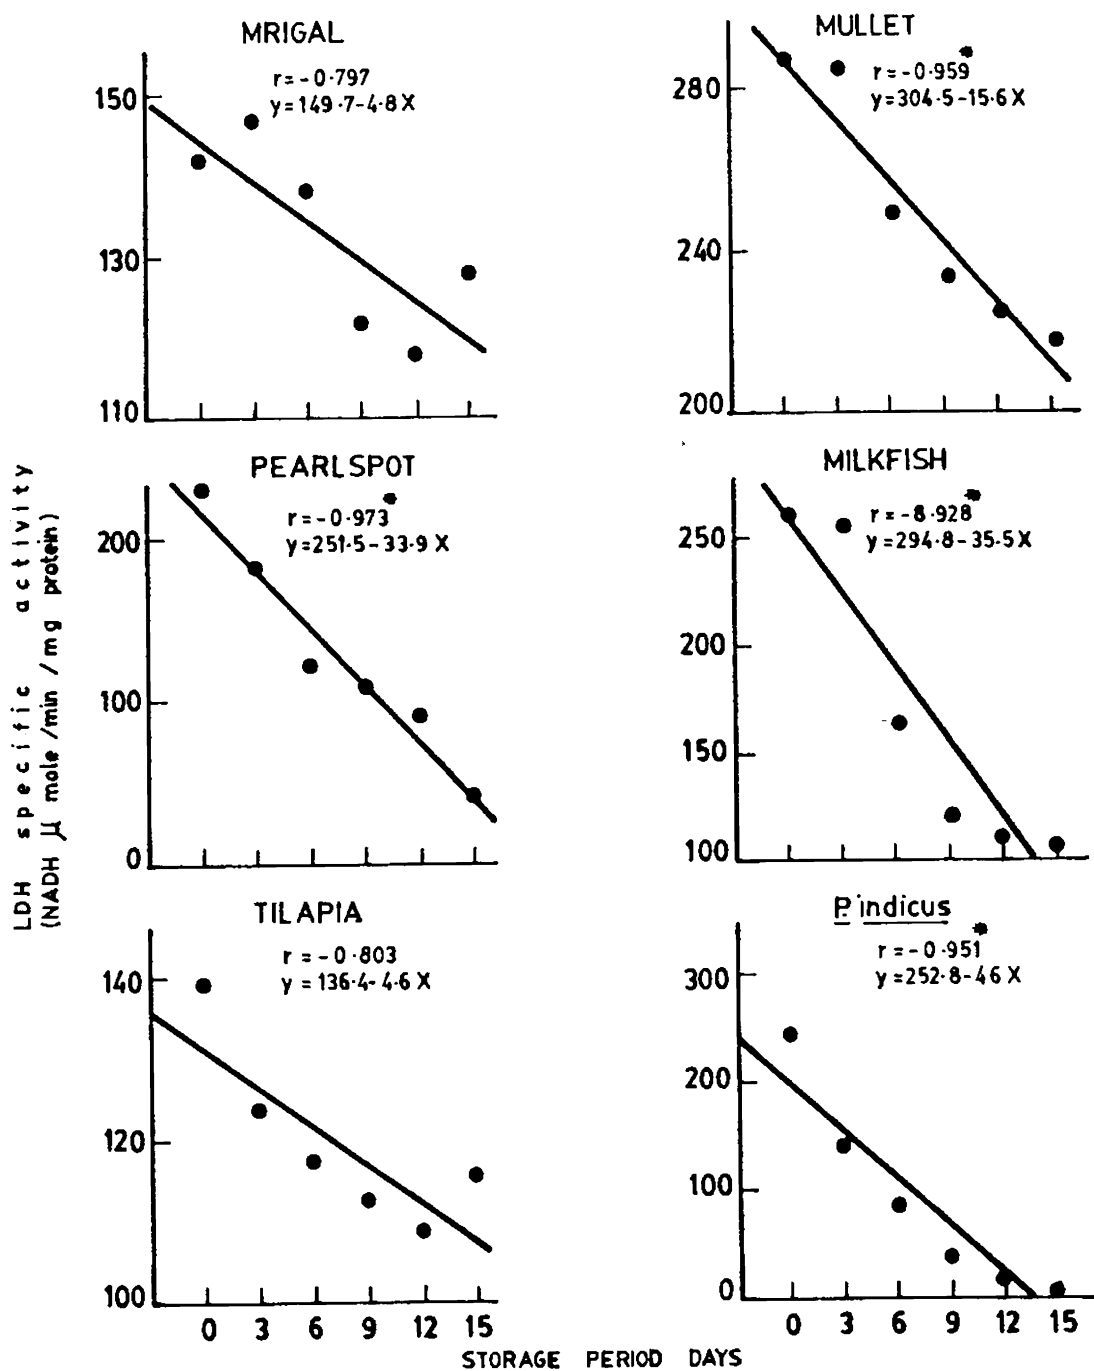 MRIGAL
r = -0.797
y = 149.7-4.8 X
150
130
110
MULLET
r = -0.959*
y = 304.5-15.6 X
280
240
200
PEARLSPOT
r = -0.973*
y = 251.5-33.9 X
200
100
0
MILKFISH
r = -8.928*
y = 294.8-35.5 X
250
200
150
100
LDH specific activity
(NADH µ mole /min / mg protein)
TILAPIA
r = -0.803
y = 136.4-4.6 X
140
120
100
0 3 6 9 12 15
P. indicus
r = -0.951*
y = 252.8-46 X
300
200
100
0
0 3 6 9 12 15
STORAGE PERIOD DAYS